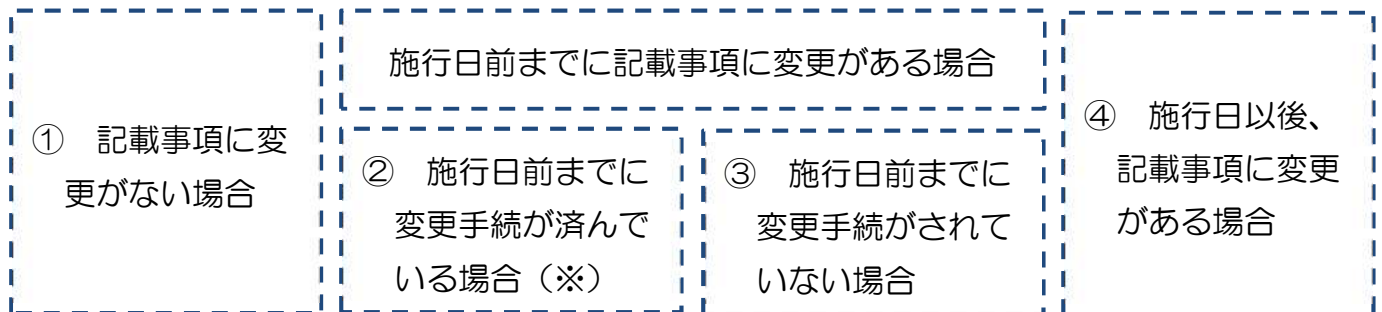 ① 記載事項に変
更がない場合
施行日前までに記載事項に変更がある場合
② 施行日前までに
変更手続が済んで
いる場合（※）
③ 施行日前までに
変更手続がされて
いない場合
④ 施行日以後、
記載事項に変更
がある場合